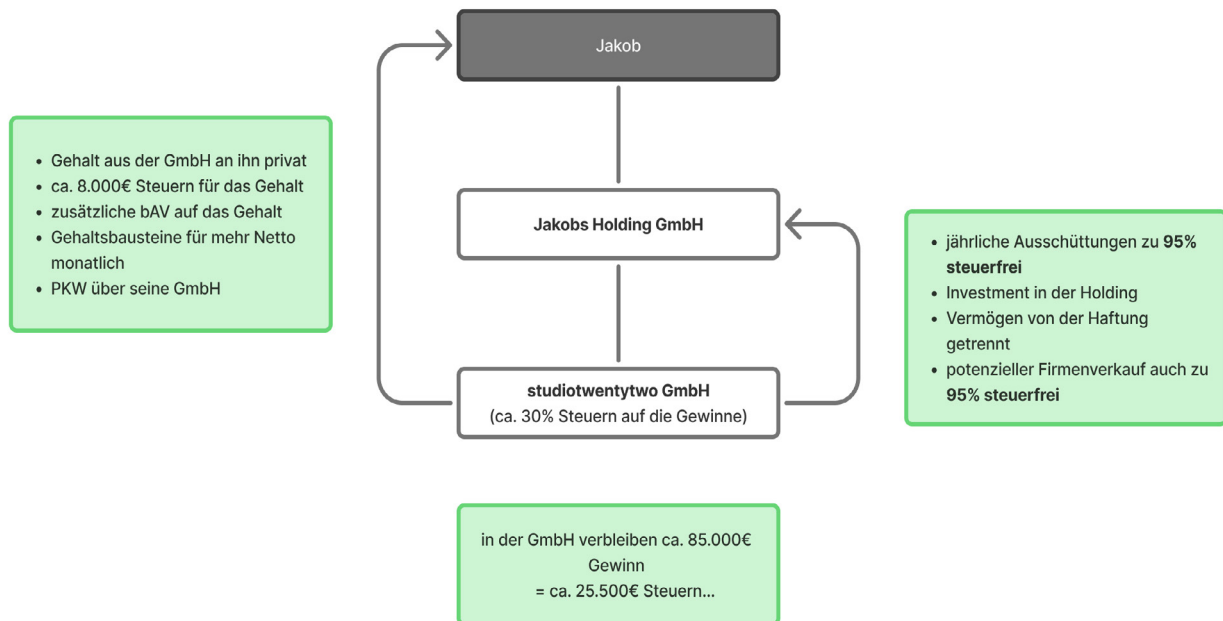 Jakob
• Gehalt aus der GmbH an ihn privat
• ca. 8.000€ Steuern für das Gehalt
• zusätzliche bAV auf das Gehalt
• Gehaltsbausteine für mehr Netto
monatlich
• PKW über seine GmbH
Jakobs Holding GmbH
• jährliche Ausschüttungen zu 95%
steuerfrei
• Investment in der Holding
• Vermögen von der Haftung
getrennt
• potenzieller Firmenverkauf auch zu
95% steuerfrei
studiotwentytwo GmbH
(ca. 30% Steuern auf die Gewinne)
in der GmbH verbleiben ca. 85.000€
Gewinn
= ca. 25.500€ Steuern...